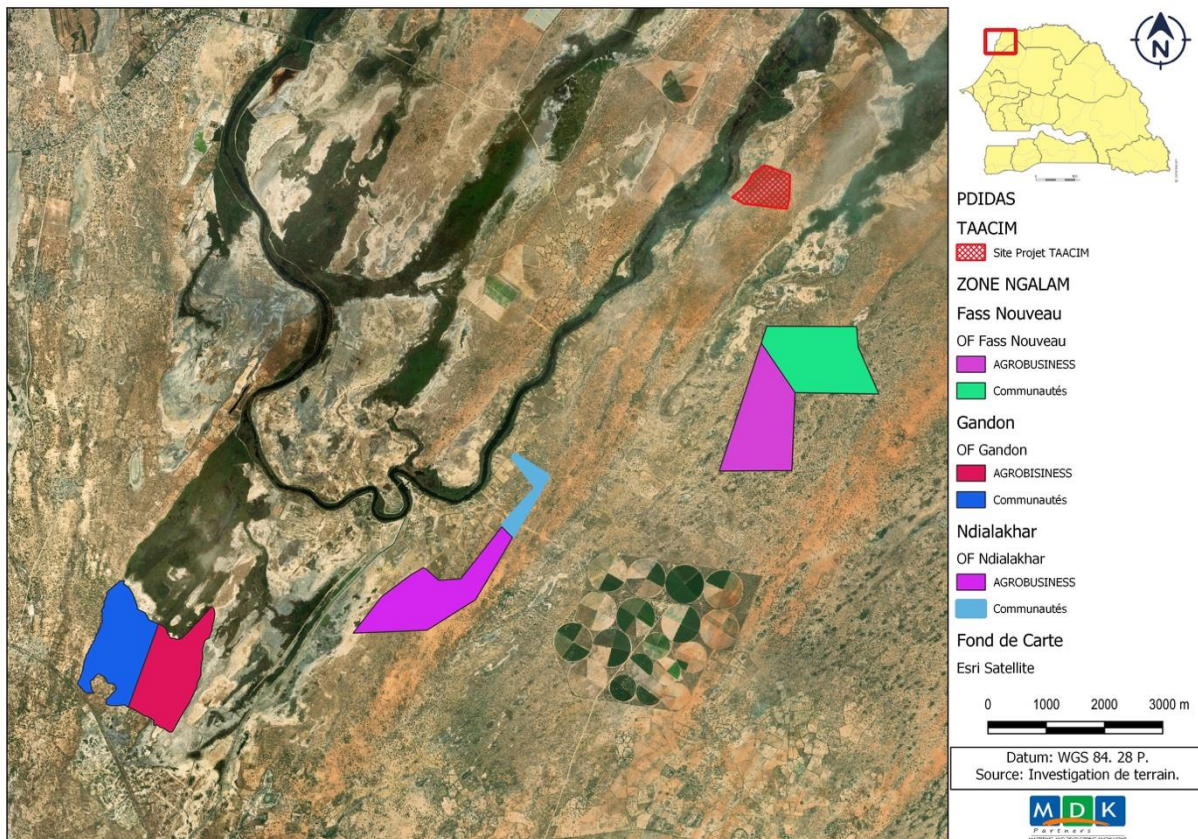 N
PDIDAS
TAACIM
Site Projet TAACIM
ZONE NGALAM
Fass Nouveau
OF Fass Nouveau
AGROBUSINESS
Communautés
Gandon
OF Gandon
AGROBISINESS
Communautés
Ndialakhar
OF Ndialakhar
AGROBUSINESS
Communautés
Fond de Carte
Esri Satellite
0 1000 2000 3000 m
Datum: WGS 84. 28 P.
Source: Investigation de terrain.
MDK
Partners